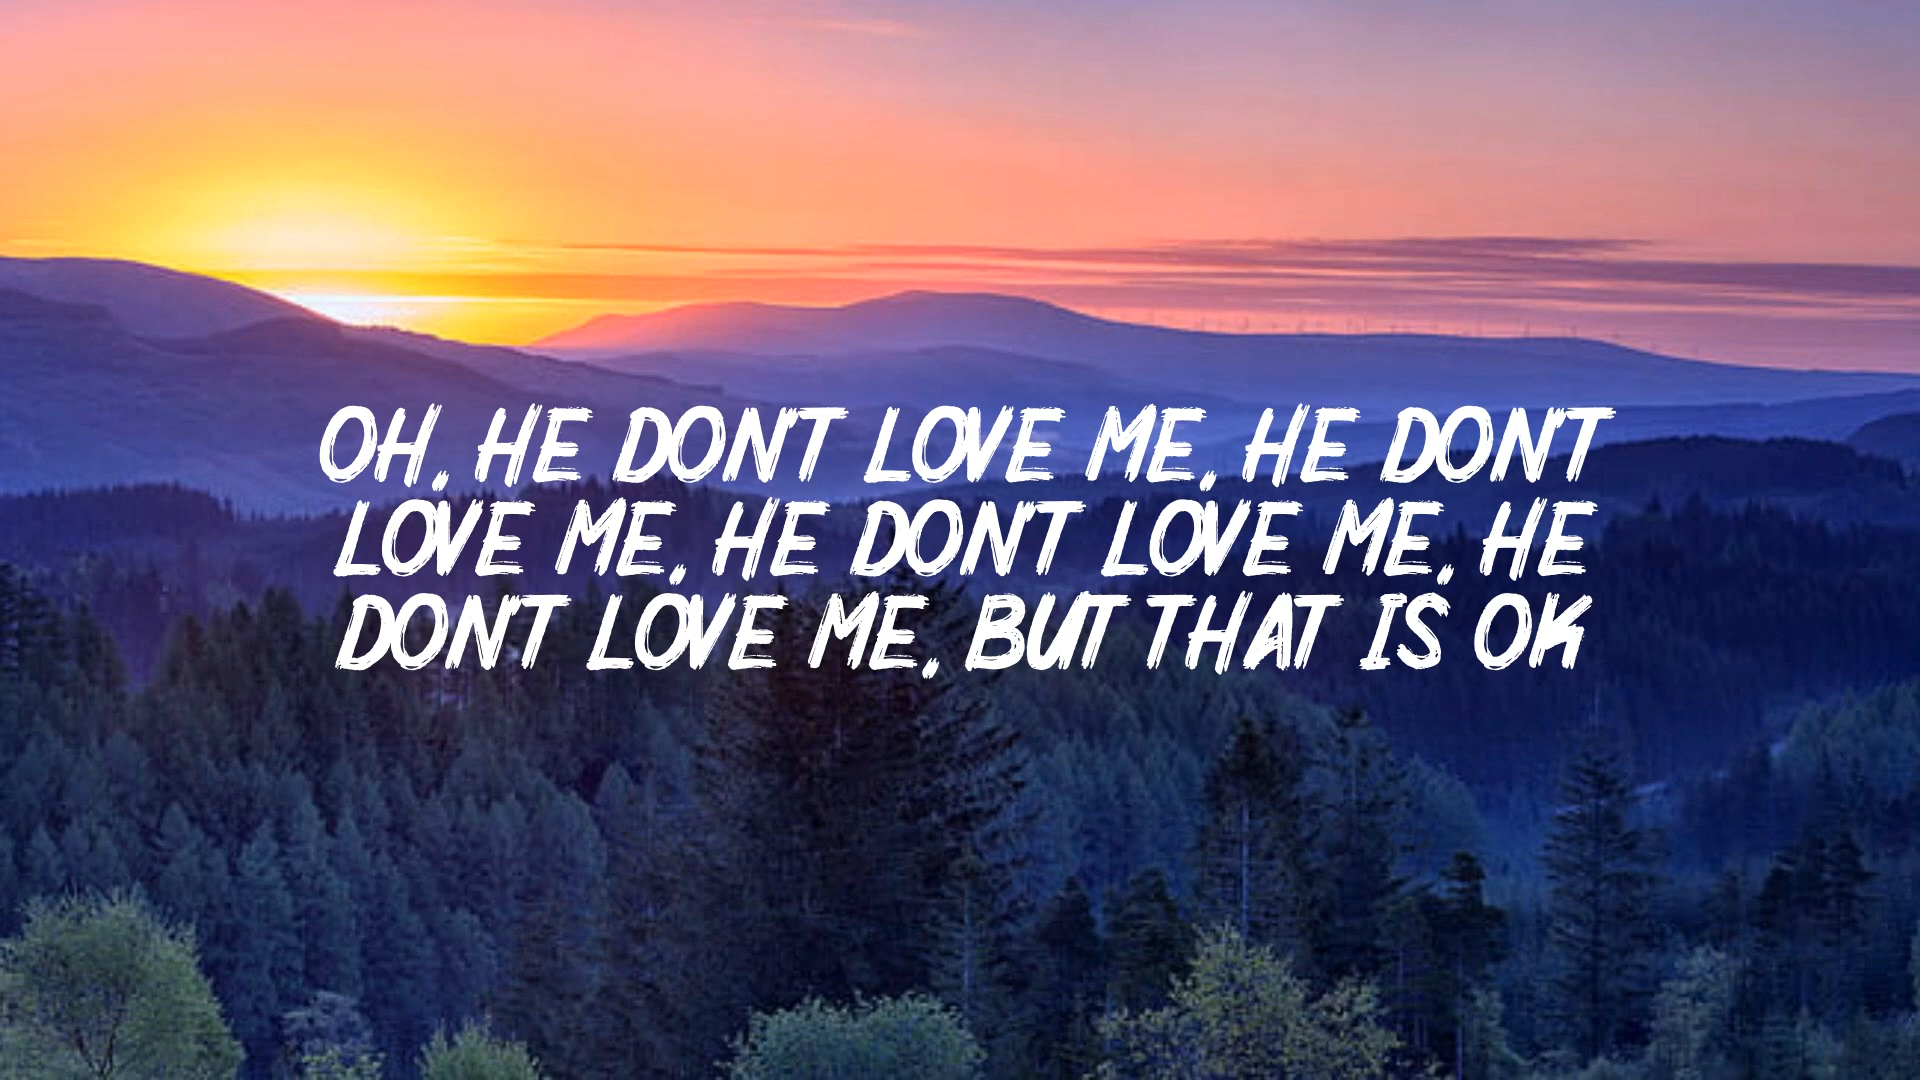 OH, HE DON'T LOVE ME, HE DON'T
LOVE ME, HE DON'T LOVE ME, HE
DON'T LOVE ME, BUT THAT IS OK